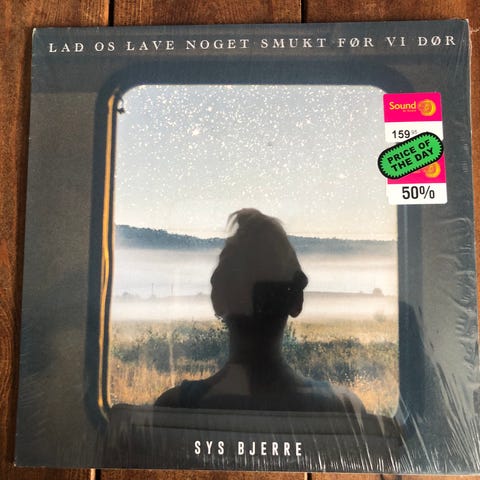 LAD OS LAVE NOGET SMUKT FØR VI DØR
Sound
159
PRICE OF
THE DAY
50%
SYS BJERRE